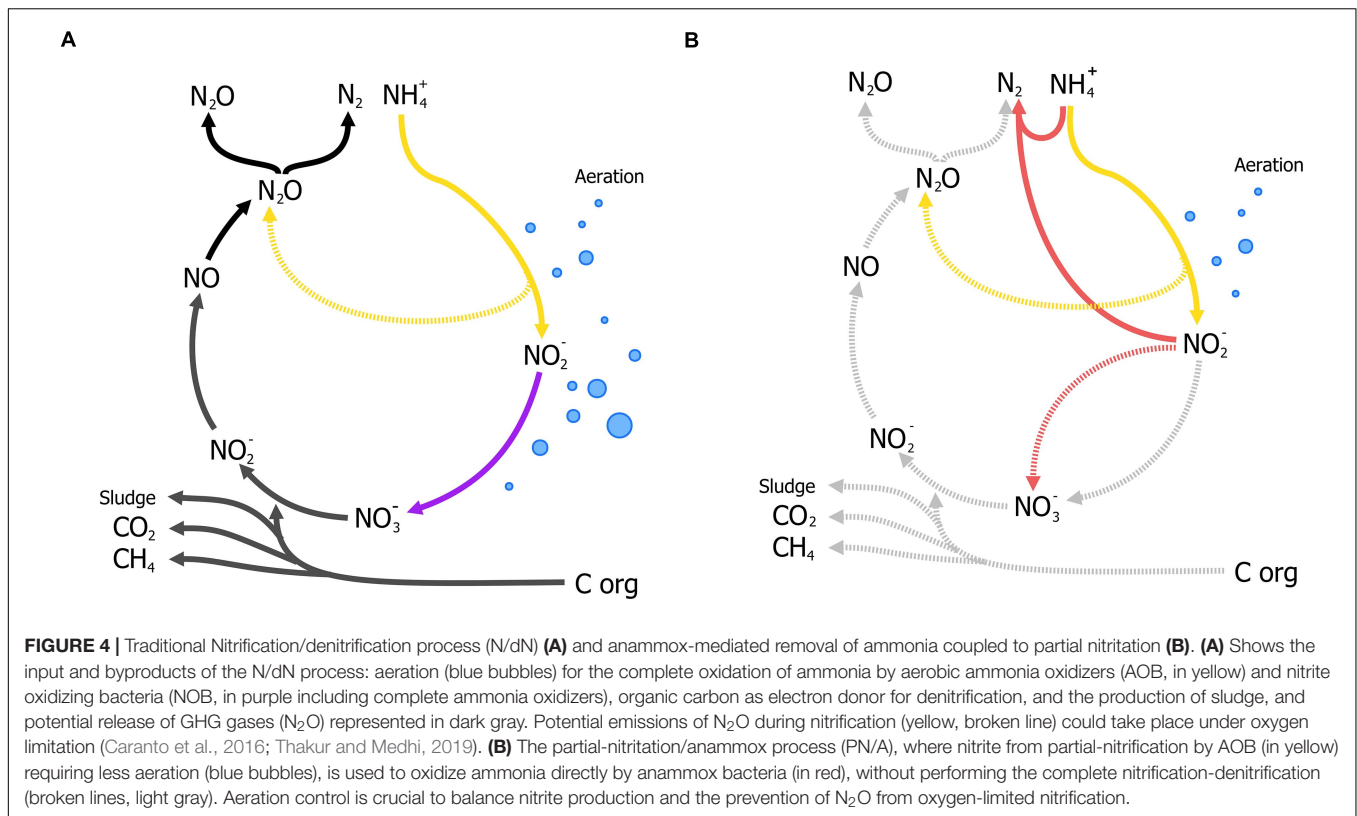 A
N₂O
N₂
NH₄⁺
Aeration
N₂O
NO
NO₂⁻
NO₂⁻
Sludge
NO₃⁻
CO₂
CH₄
C org
B
N₂O
N₂
NH₄⁺
Aeration
N₂O
NO
NO₂⁻
NO₂⁻
Sludge
NO₃⁻
CO₂
CH₄
C org
FIGURE 4 | Traditional Nitrification/denitrification process (N/dN) (A) and anammox-mediated removal of ammonia coupled to partial nitritation (B). (A) Shows the
input and byproducts of the N/dN process: aeration (blue bubbles) for the complete oxidation of ammonia by aerobic ammonia oxidizers (AOB, in yellow) and nitrite
oxidizing bacteria (NOB, in purple including complete ammonia oxidizers), organic carbon as electron donor for denitrification, and the production of sludge, and
potential release of GHG gases (N₂O) represented in dark gray. Potential emissions of N₂O during nitrification (yellow, broken line) could take place under oxygen
limitation (Caranto et al., 2016; Thakur and Medhi, 2019). (B) The partial-nitritation/anammox process (PN/A), where nitrite from partial-nitrification by AOB (in yellow)
requiring less aeration (blue bubbles), is used to oxidize ammonia directly by anammox bacteria (in red), without performing the complete nitrification-denitrification
(broken lines, light gray). Aeration control is crucial to balance nitrite production and the prevention of N₂O from oxygen-limited nitrification.